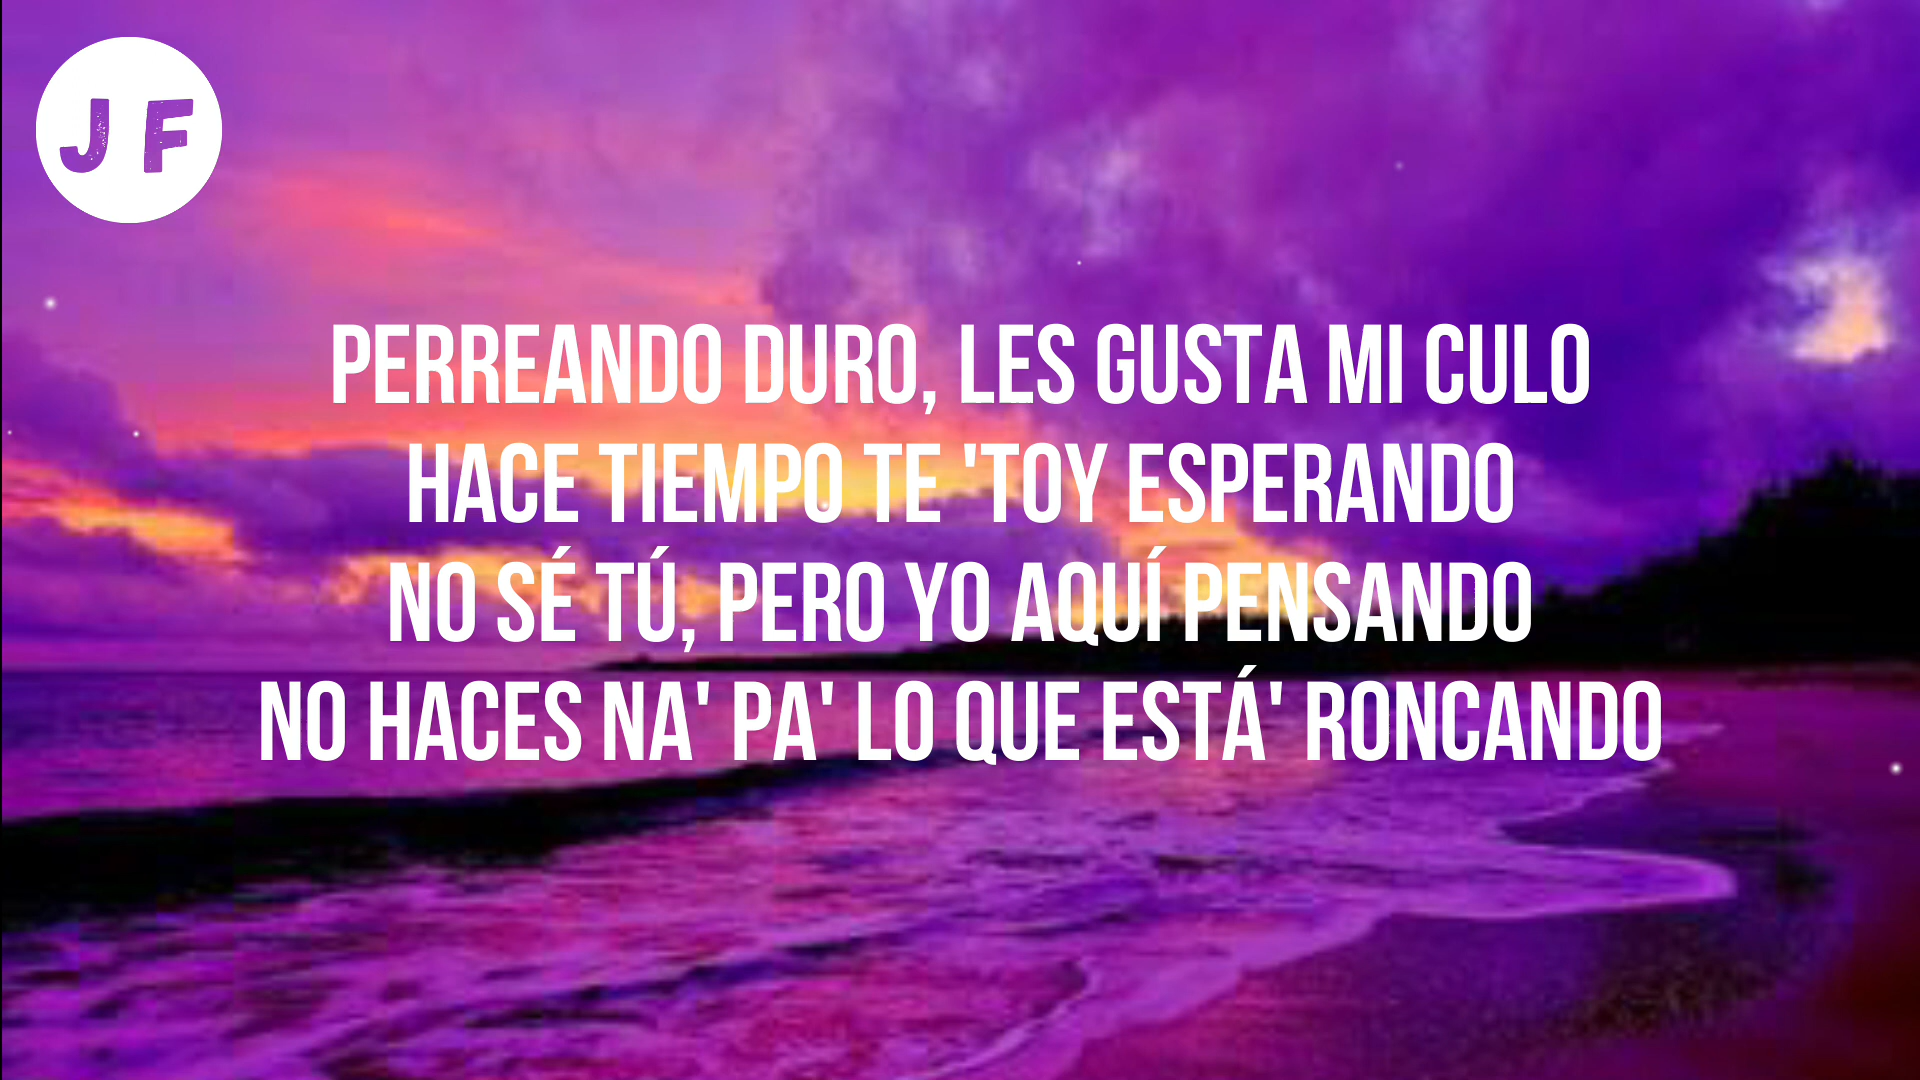 J F
PERREANDO DURO, LES GUSTA MI CULO
HACE TIEMPO TE 'TOY ESPERANDO
NO SÉ TÚ, PERO YO AQUÍ PENSANDO
NO HACES NA' PA' LO QUE ESTÁ' RONCANDO